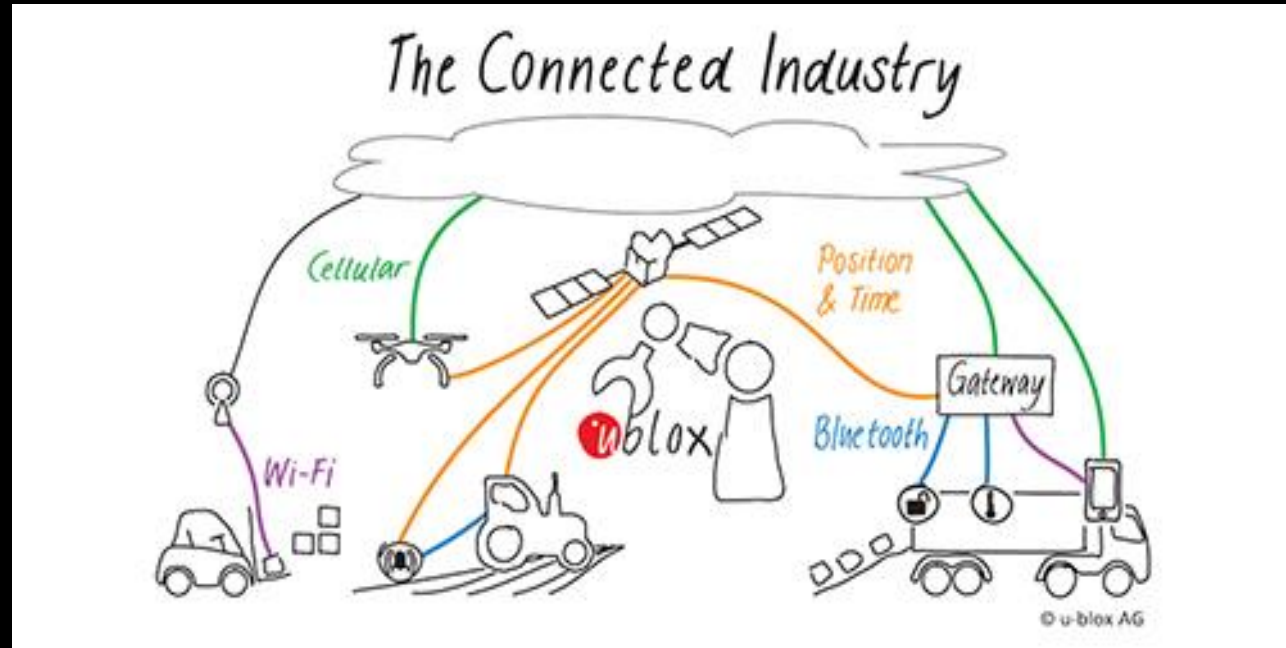 The Connected Industry
Cellular
Position
& Time
Gateway
ublox
Bluetooth
Wi-Fi
© u-blox AG